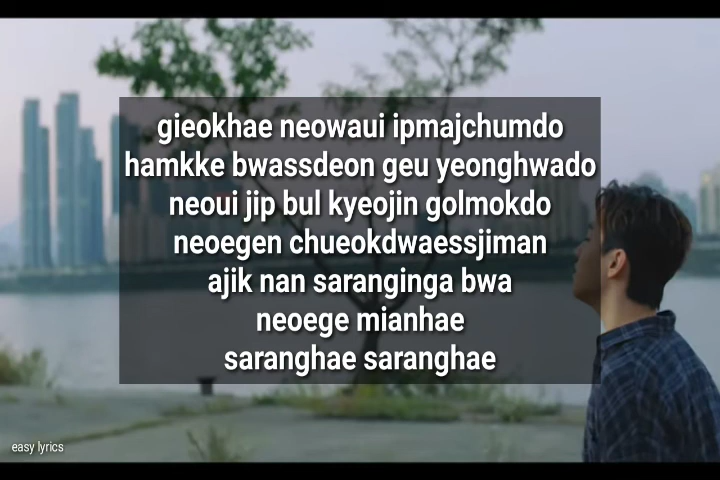 gieokhae neowaui ipmajchumdo
hamkke bwassdeon geu yeonghwado
neoui jip bul kyeojin golmokdo
neoegen chueokdwaessjiman
ajik nan saranginga bwa
neoege mianhae
saranghae saranghae
easy lyrics